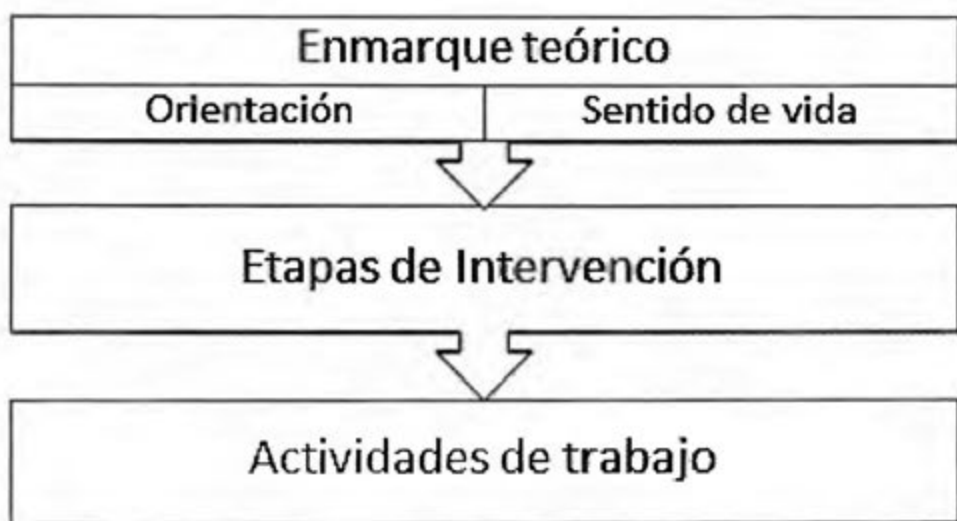 Enmarque teórico
Orientación
Sentido de vida
Etapas de Intervención
Actividades de trabajo